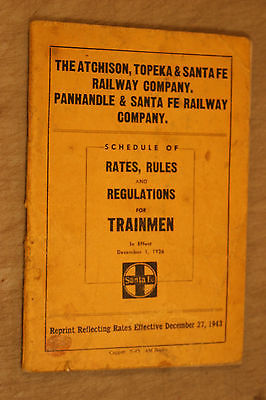 THE ATCHISON, TOPEKA & SANTA FE
RAILWAY COMPANY.
PANHANDLE & SANTA FE RAILWAY
COMPANY.
SCHEDULE OF
RATES, RULES
AND
REGULATIONS
FOR
TRAINMEN
In Effect
December 1, 1926
Santa Fe
Reprint Reflecting Rates Effective December 27, 1943